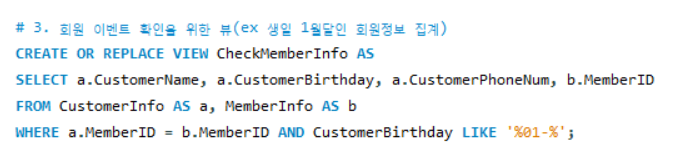 # 3. 회원 이벤트 확인을 위한 뷰(ex 생일 1월달인 회원정보 집계)
CREATE OR REPLACE VIEW CheckMemberInfo AS
SELECT a.CustomerName, a.CustomerBirthday, a.CustomerPhoneNum, b.MemberID
FROM CustomerInfo AS a, MemberInfo AS b
WHERE a.MemberID = b.MemberID AND CustomerBirthday LIKE '%01-%';